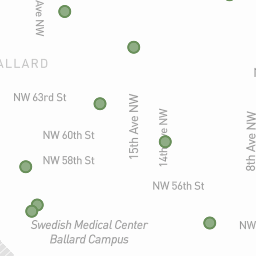 Ave NW
ALLARD
NW 63rd St
15th Ave NW
14th Ave NW
8th Ave NW
NW 60th St
NW 58th St
NW 56th St
Swedish Medical Center
Ballard Campus
NW